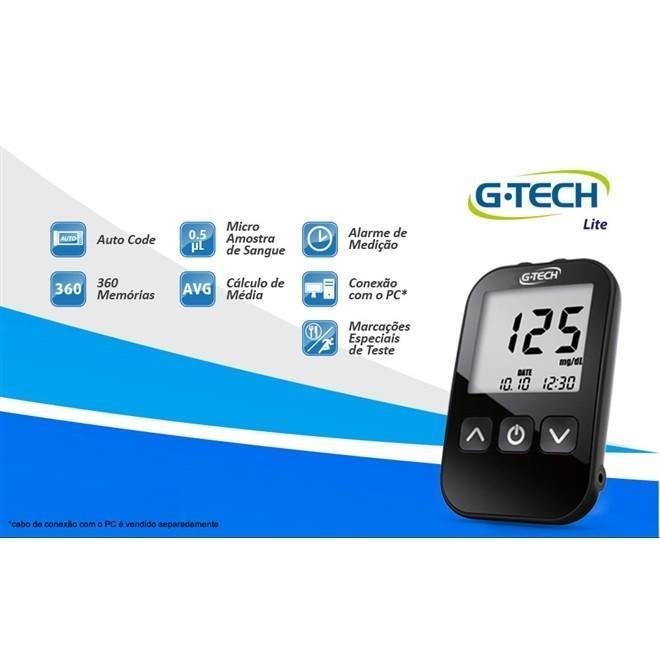 G·TECH
Lite
AUTO
Auto Code
0.5
µL
Micro
Amostra
de Sangue
Alarme de
Medição
360
360
Memórias
AVG
Cálculo de
Média
Conexão
com o PC*
Marcações
Especiais
de Teste
G·TECH
125
mg/dL
DATE
10.10 12:30
*cabo de conexão com o PC é vendido separadamente